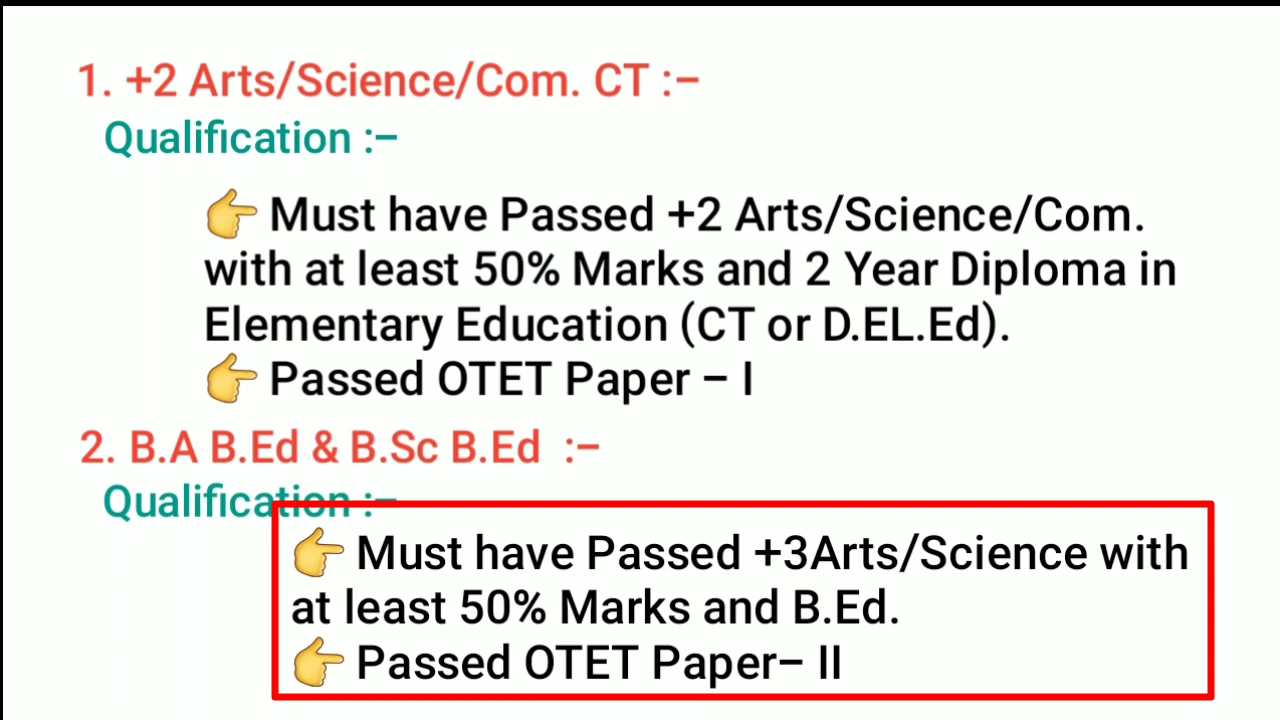 1. +2 Arts/Science/Com. CT :–
Qualification :–
👉 Must have Passed +2 Arts/Science/Com.
with at least 50% Marks and 2 Year Diploma in
Elementary Education (CT or D.EL.Ed).
👉 Passed OTET Paper – I
2. B.A B.Ed & B.Sc B.Ed :–
Qualification :–
👉 Must have Passed +3Arts/Science with
at least 50% Marks and B.Ed.
👉 Passed OTET Paper– II